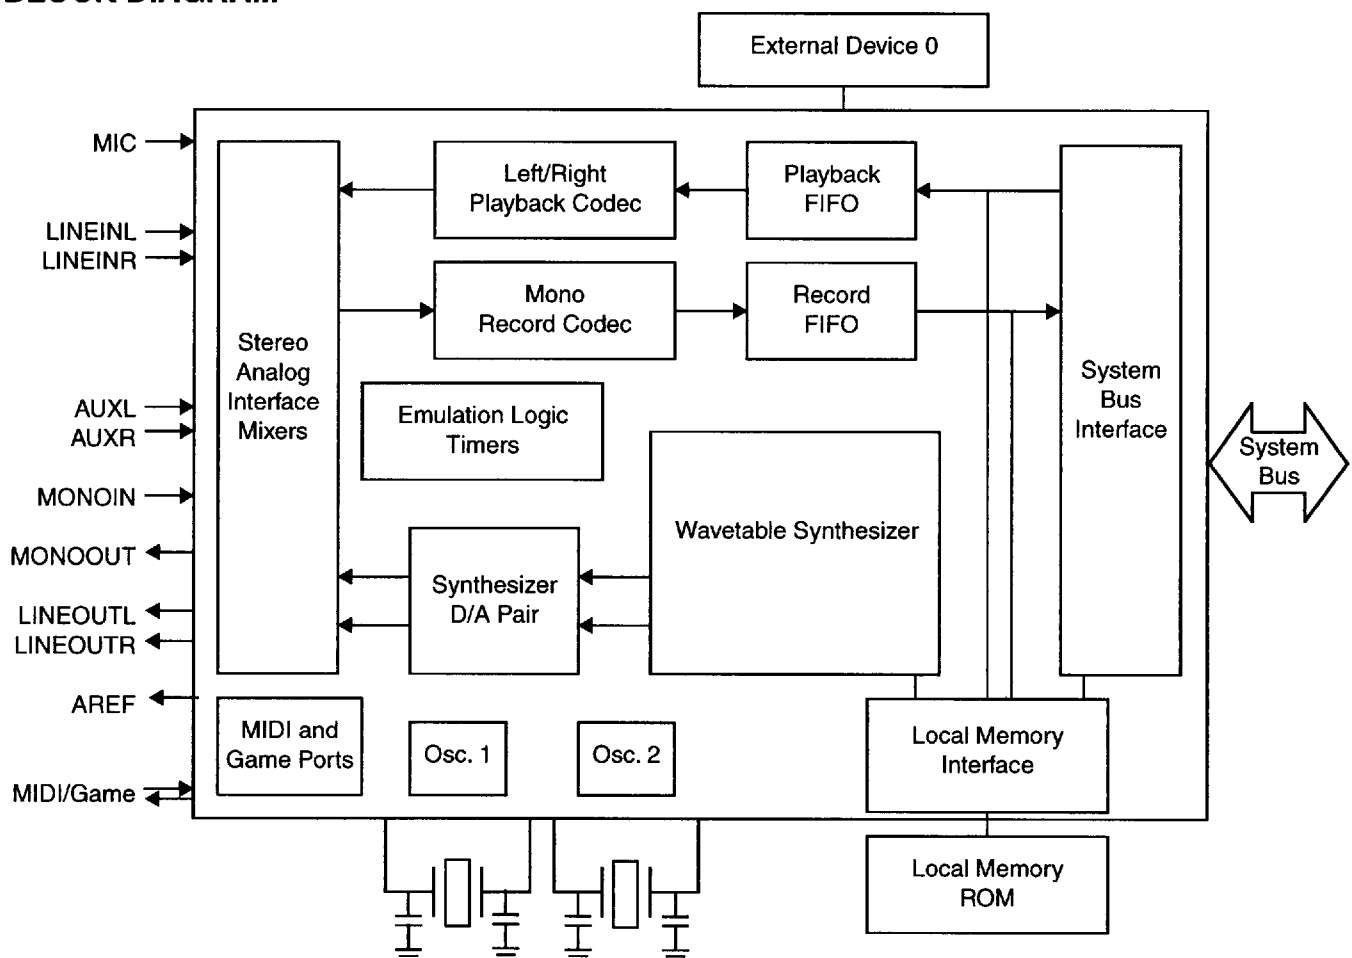 BLOCK DIAGRAM
External Device 0
MIC
LINEINL
LINEINR
AUXL
AUXR
MONOIN
MONOOUT
LINEOUTL
LINEOUTR
AREF
MIDI/Game
Stereo
Analog
Interface
Mixers
Left/Right
Playback Codec
Playback
FIFO
Mono
Record Codec
Record
FIFO
Emulation Logic
Timers
System
Bus
Interface
System
Bus
Wavetable Synthesizer
Synthesizer
D/A Pair
MIDI and
Game Ports
Osc. 1
Osc. 2
Local Memory
Interface
Local Memory
ROM